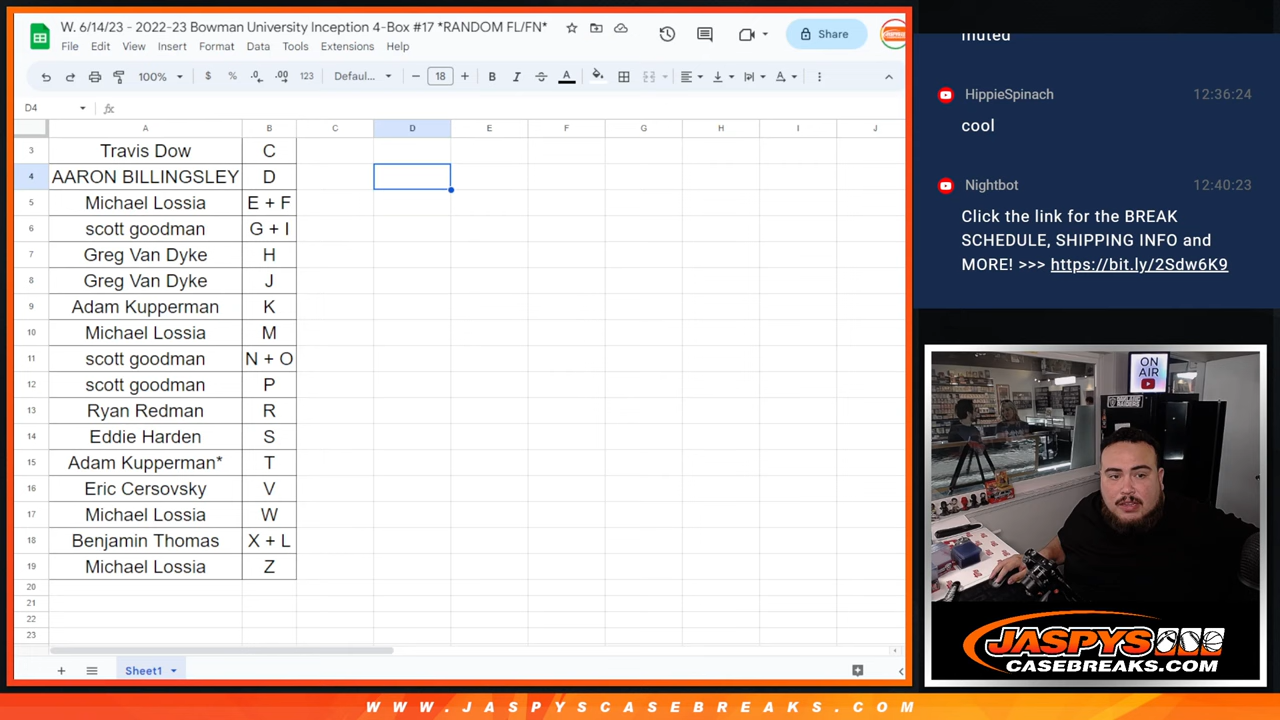 W. 6/14/23 - 2022-23 Bowman University Inception 4-Box #17 *RANDOM FL/FN*
Share
File Edit View Insert Format Data Tools Extensions Help
100% $ % .0 .00 123 Defaul... − 18 + B I A
D4 fx
A B C D E F G H I J
3 Travis Dow C
4 AARON BILLINGSLEY D
5 Michael Lossia E + F
6 scott goodman G + I
7 Greg Van Dyke H
8 Greg Van Dyke J
9 Adam Kupperman K
10 Michael Lossia M
11 scott goodman N + O
12 scott goodman P
13 Ryan Redman R
14 Eddie Harden S
15 Adam Kupperman* T
16 Eric Cersovsky V
17 Michael Lossia W
18 Benjamin Thomas X + L
19 Michael Lossia Z
20
21
22
23
+ Sheet1
muted
HippieSpinach 12:36:24
cool
Nightbot 12:40:23
Click the link for the BREAK
SCHEDULE, SHIPPING INFO and
MORE! >>> https://bit.ly/2Sdw6K9
ON
AIR
JASPYS
CASEBREAKS.COM
WWW.JASPYSCASEBREAKS.COM